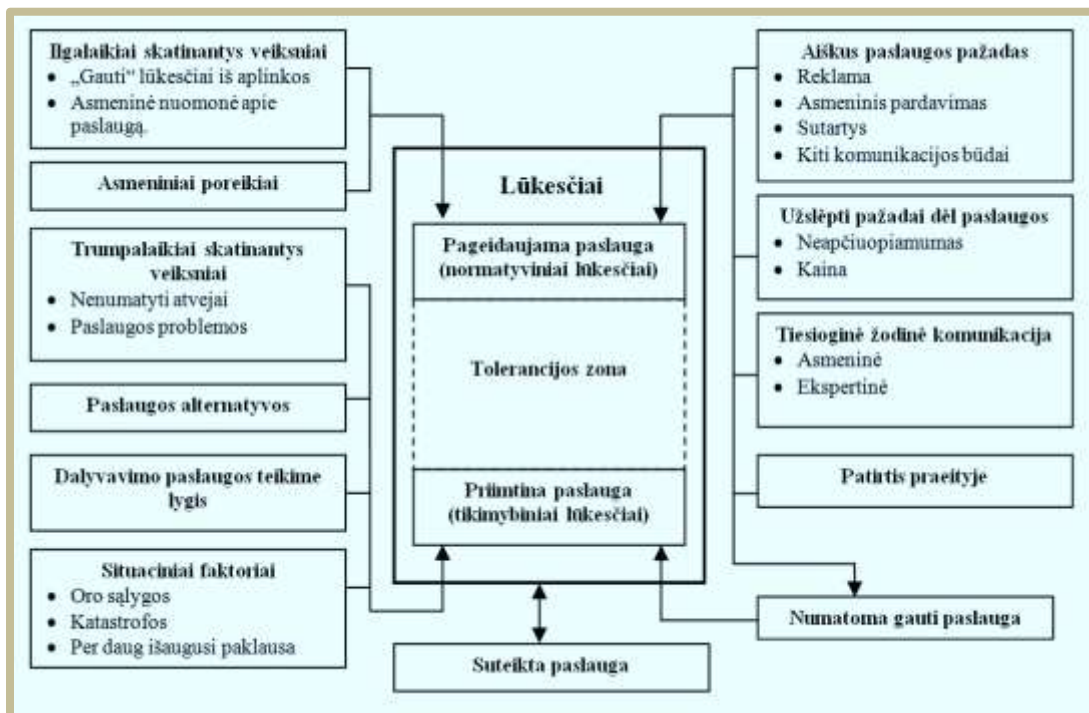 Ilgalaikiai skatinantys veiksniai
• „Gauti“ lūkesčiai iš aplinkos
• Asmeninė nuomonė apie
paslaugą.
Asmeniniai poreikiai
Trumpalaikiai skatinantys
veiksniai
• Nenumatyti atvejai
• Paslaugos problemos
Paslaugos alternatyvos
Dalyvavimo paslaugos teikime
lygis
Situaciniai faktoriai
• Oro sąlygos
• Katastrofos
• Per daug išaugusi paklausa
Lūkesčiai
Pageidaujama paslauga
(normatyviniai lūkesčiai)
Tolerancijos zona
Priimtina paslauga
(tikimybiniai lūkesčiai)
Suteikta paslauga
Aiškus paslaugos pažadas
• Reklama
• Asmeninis pardavimas
• Sutartys
• Kiti komunikacijos būdai
Užslėpti pažadai dėl paslaugos
• Neapčiuopiamumas
• Kaina
Tiesioginė žodinė komunikacija
• Asmeninė
• Ekspertinė
Patirtis praeityje
Numatoma gauti paslauga